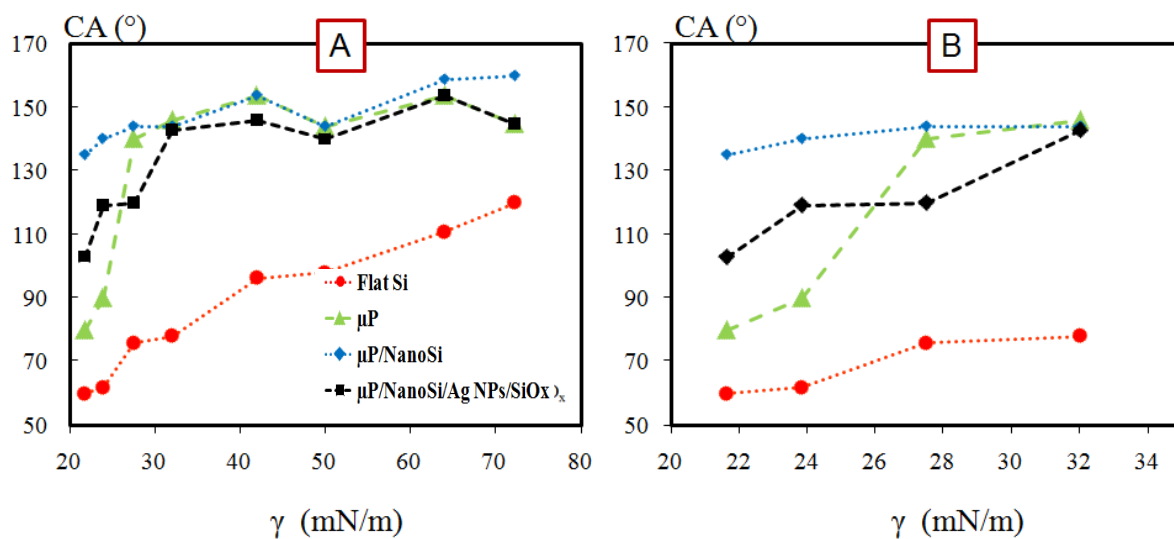 CA (°)
A
170
150
130
110
90
70
50
20 30 40 50 60 70 80
γ (mN/m)
Flat Si
μP
μP/NanoSi
μP/NanoSi/Ag NPs/SiOx )ₓ
CA (°)
B
170
150
130
110
90
70
50
20 22 24 26 28 30 32 34
γ (mN/m)